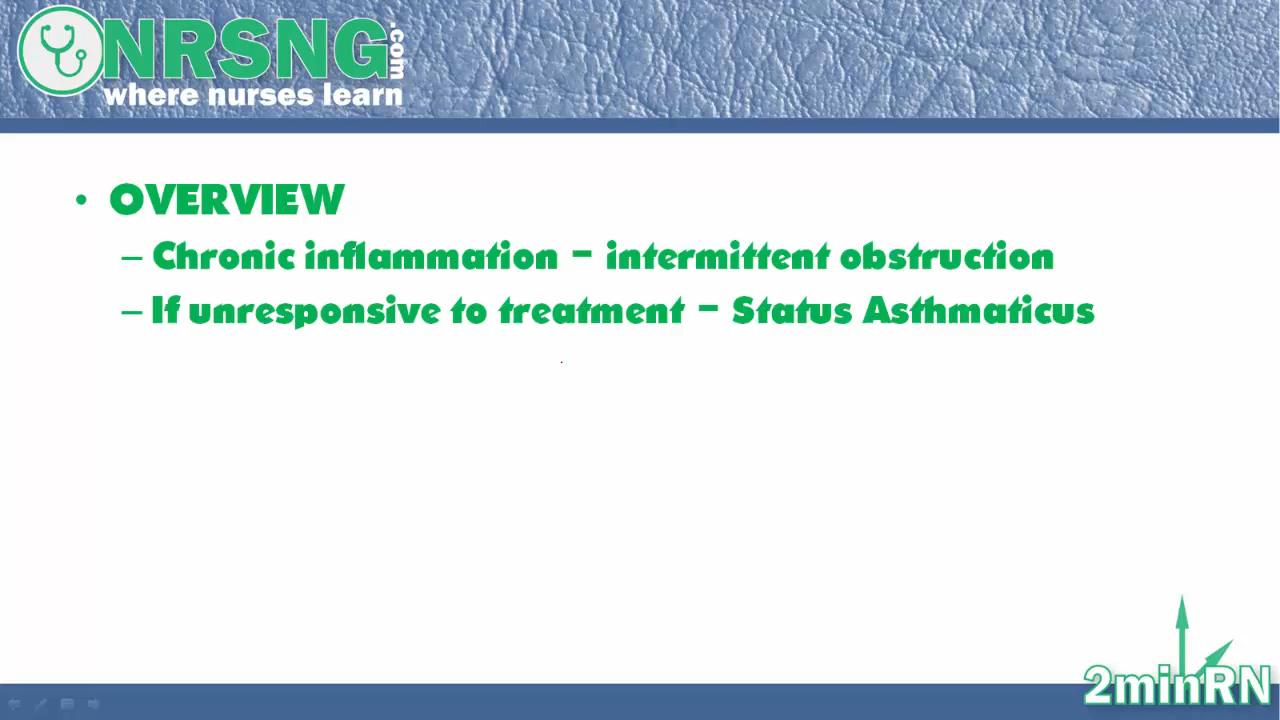 NRSNG.com
where nurses learn
• OVERVIEW
– Chronic inflammation – intermittent obstruction
– If unresponsive to treatment – Status Asthmaticus
2minRN